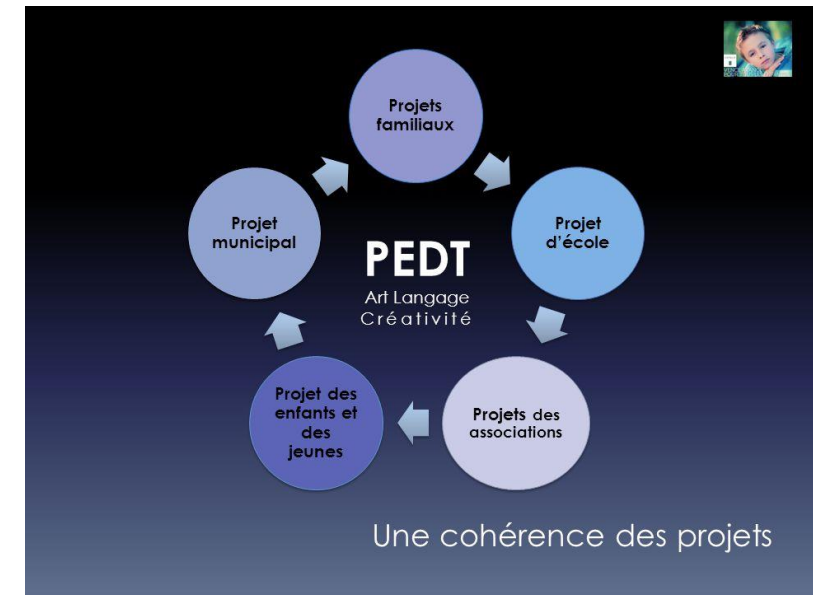 Projets
familiaux
Projet
d'école
Projets des
associations
Projet des
enfants et
des
jeunes
Projet
municipal
PEDT
Art Langage
Créativité
Une cohérence des projets